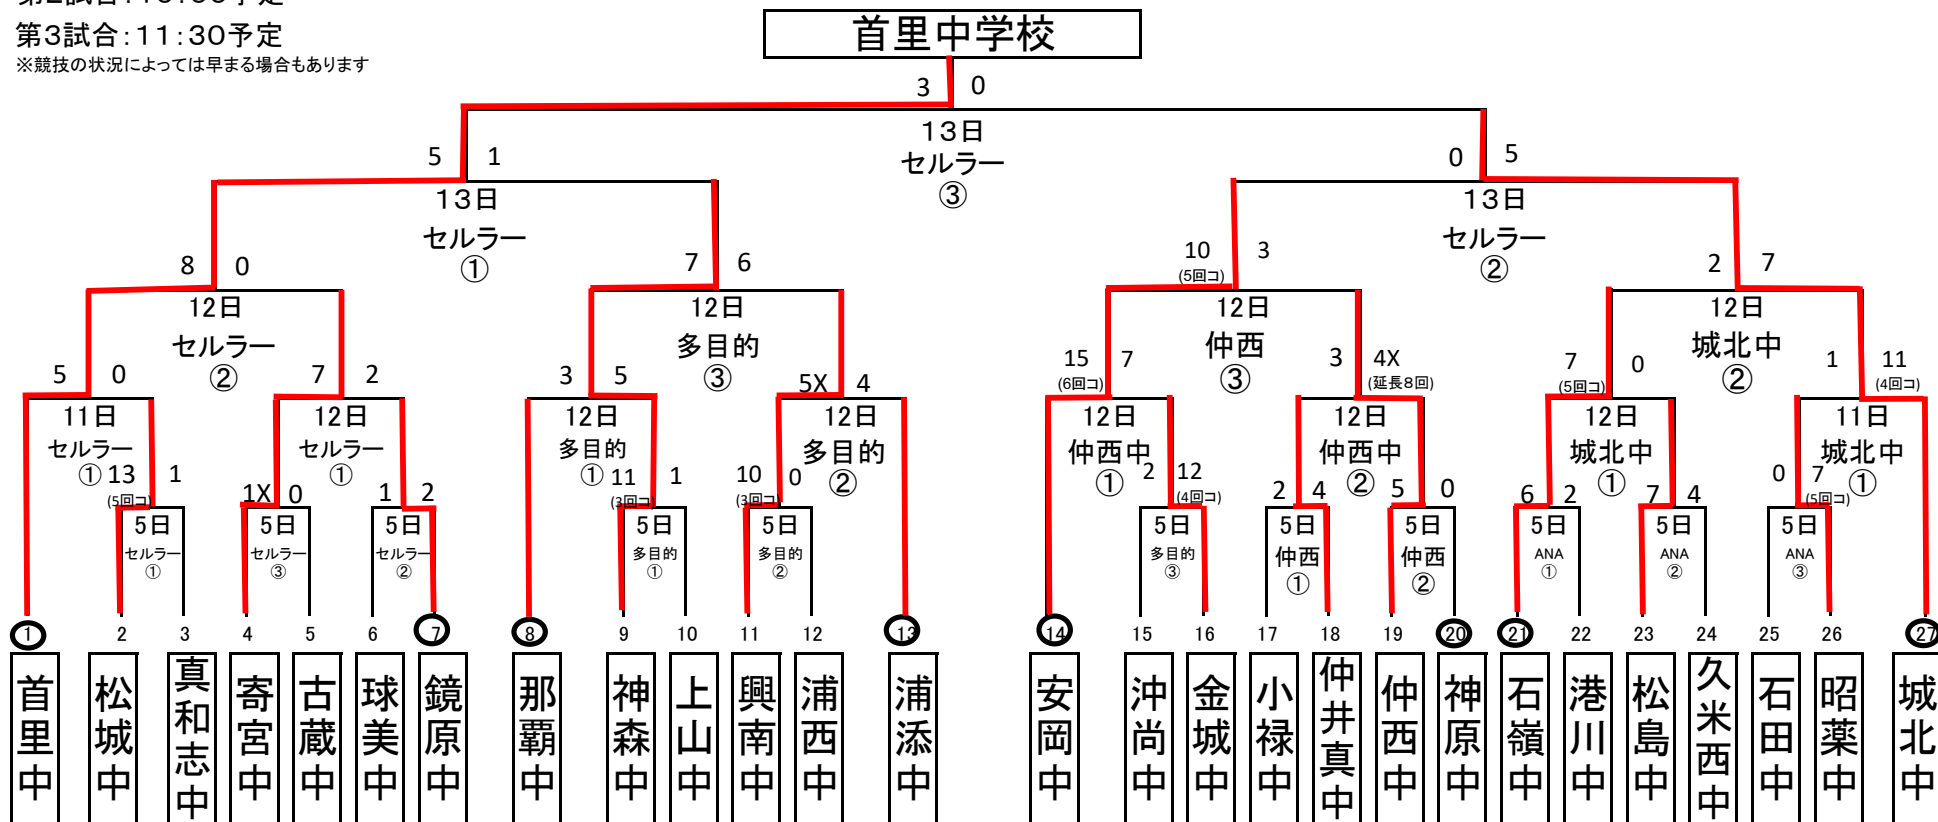 第3試合:11:30予定
※競技の状況によっては早まる場合もあります
首里中学校
3 0
13日
セルラー
③
5 1
13日
セルラー
①
0 5
13日
セルラー
②
8 0
12日
セルラー
②
7 6
12日
多目的
③
10 3
(5回コ)
12日
仲西
③
2 7
12日
城北中
②
5 0
11日
セルラー
①
7 2
12日
セルラー
①
3 5
12日
多目的
①
5X 4
12日
多目的
②
15 7
(6回コ)
12日
仲西中
①
3 4X
(延長8回)
12日
仲西中
②
7 0
(5回コ)
12日
城北中
①
1 11
(4回コ)
11日
城北中
①
13 1
(5回コ)
5日
セルラー
①
1X 0
5日
セルラー
③
1 2
5日
セルラー
②
11 1
(3回コ)
5日
多目的
①
10 0
(3回コ)
5日
多目的
②
2 12
(4回コ)
5日
多目的
③
2 4
5日
仲西
①
5 0
5日
仲西
②
6 2
5日
ANA
①
7 4
5日
ANA
②
0 7
(5回コ)
5日
ANA
③
1 2 3 4 5 6 7 8 9 10 11 12 13 14 15 16 17 18 19 20 21 22 23 24 25 26 27
首里中
松城中
真和志中
寄宮中
古蔵中
球美中
鏡原中
那覇中
神森中
上山中
興南中
浦西中
浦添中
安岡中
沖尚中
金城中
小禄中
仲井真中
仲西中
神原中
石嶺中
港川中
松島中
久米西中
石田中
昭薬中
城北中